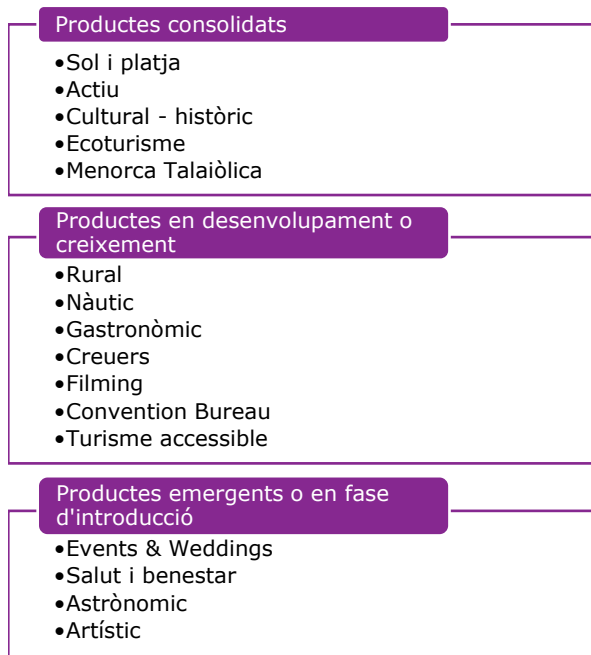 Productes consolidats
•Sol i platja
•Actiu
•Cultural - històric
•Ecoturisme
•Menorca Talaiòlica
Productes en desenvolupament o
creixement
•Rural
•Nàutic
•Gastronòmic
•Creuers
•Filming
•Convention Bureau
•Turisme accessible
Productes emergents o en fase
d'introducció
•Events & Weddings
•Salut i benestar
•Astrònomic
•Artístic